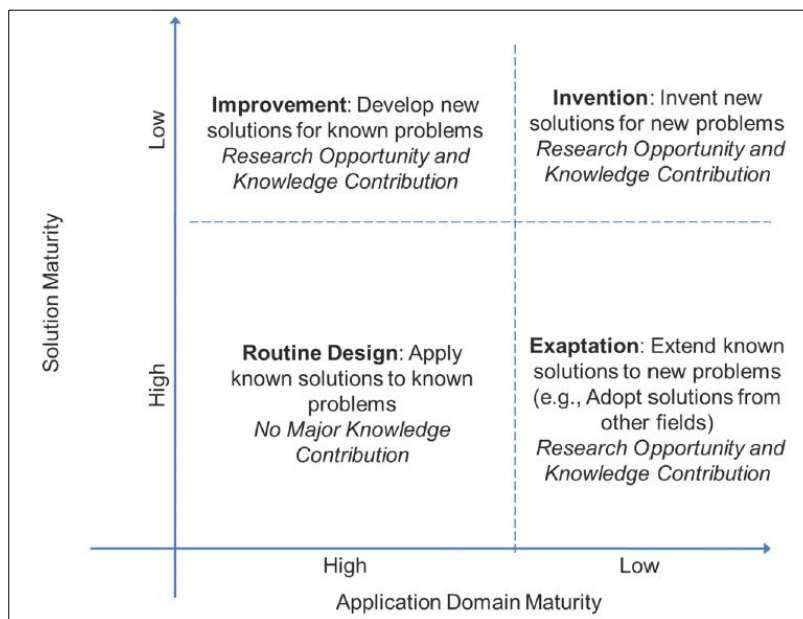 Improvement: Develop new
solutions for known problems
Research Opportunity and
Knowledge Contribution
Invention: Invent new
solutions for new problems
Research Opportunity and
Knowledge Contribution
Low
Solution Maturity
High
Routine Design: Apply
known solutions to known
problems
No Major Knowledge
Contribution
Exaptation: Extend known
solutions to new problems
(e.g., Adopt solutions from
other fields)
Research Opportunity and
Knowledge Contribution
High
Low
Application Domain Maturity